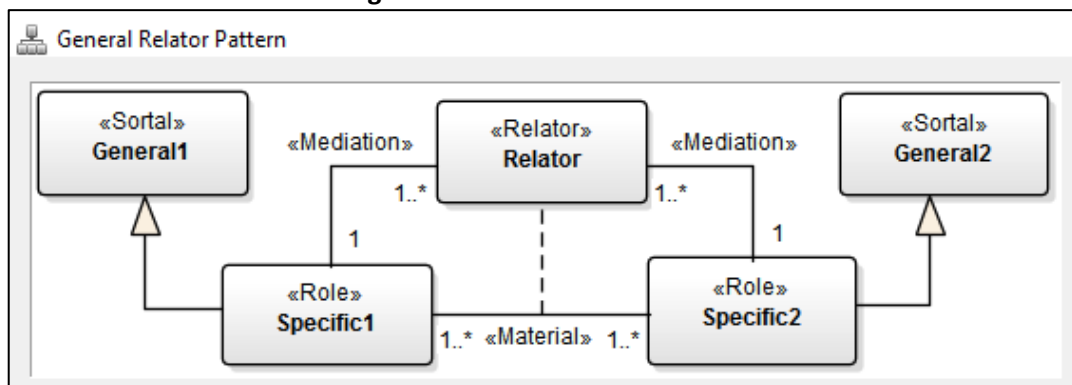 General Relator Pattern
«Sortal»
General1
«Mediation»
«Relator»
Relator
«Mediation»
«Sortal»
General2
1..*
1..*
1
1
«Role»
Specific1
«Role»
Specific2
1..* «Material» 1..*